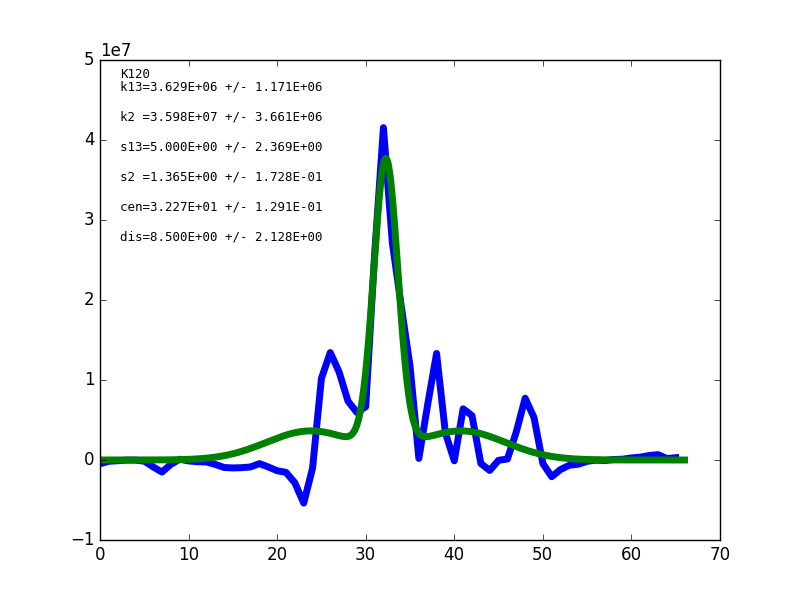 1e7
K120
k13=3.629E+06 +/- 1.171E+06
k2 =3.598E+07 +/- 3.661E+06
s13=5.000E+00 +/- 2.369E+00
s2 =1.365E+00 +/- 1.728E-01
cen=3.227E+01 +/- 1.291E-01
dis=8.500E+00 +/- 2.128E+00
5
4
3
2
1
0
−1
0 10 20 30 40 50 60 70